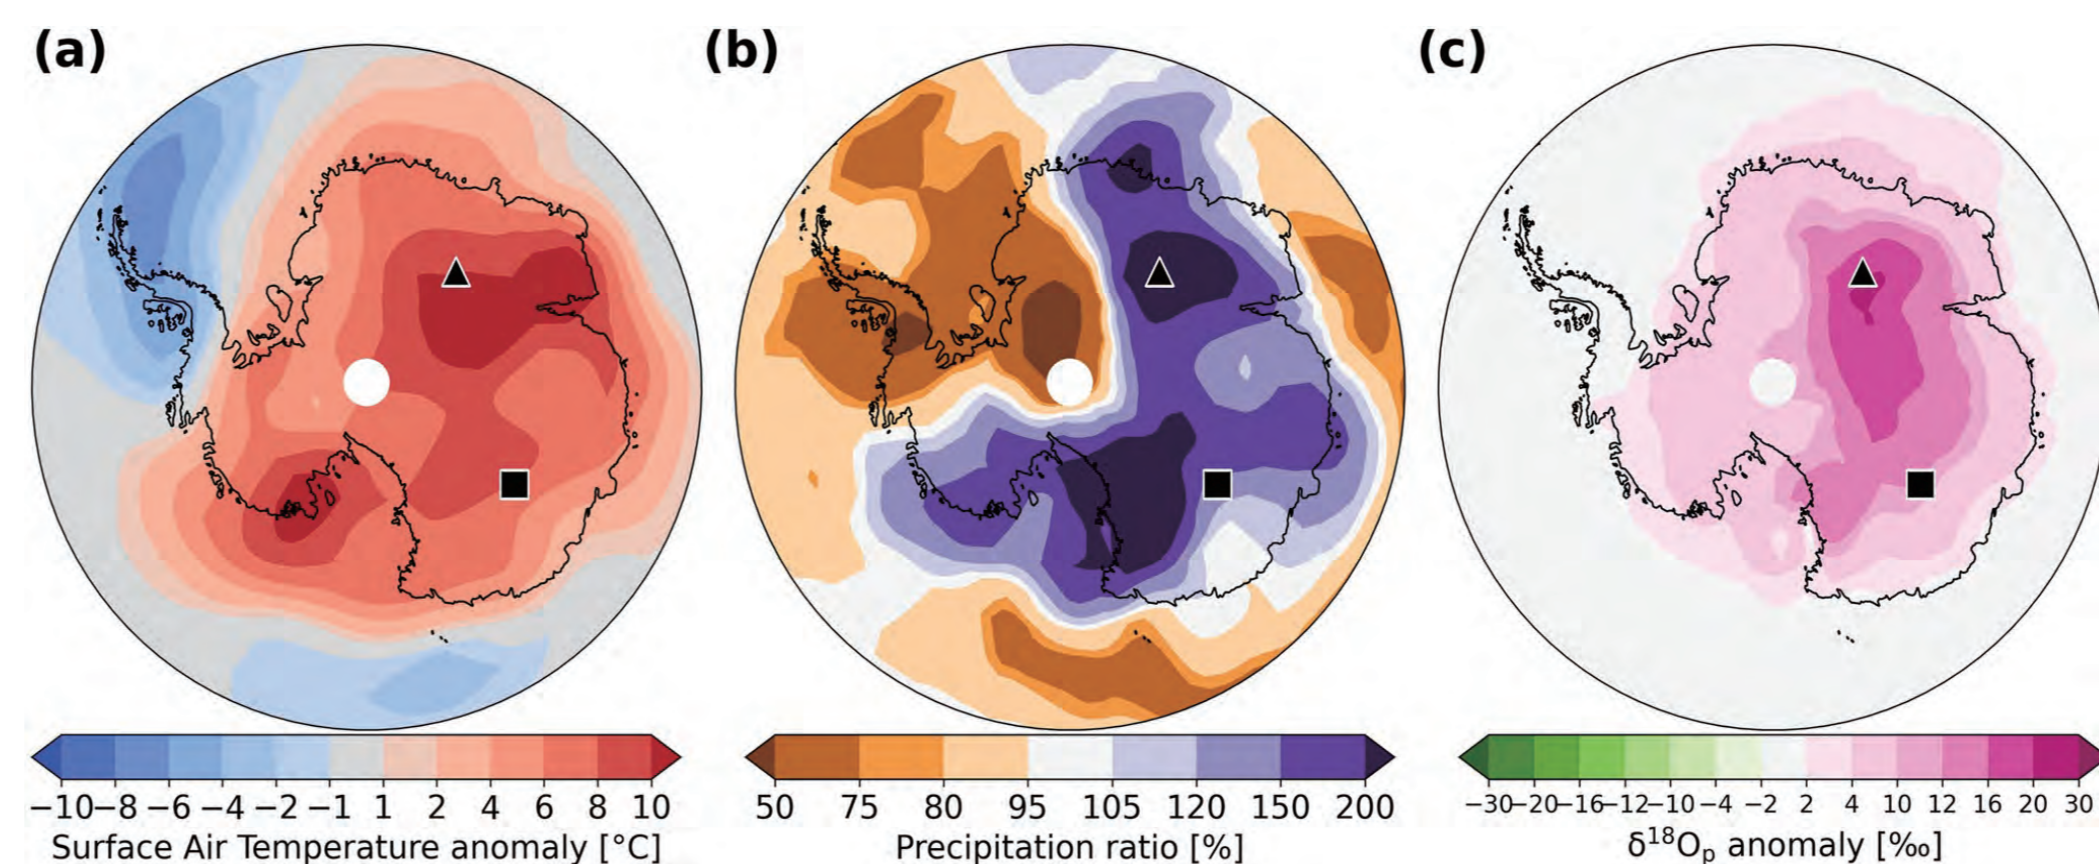 (a) (b) (c)
−10 −8 −6 −4 −2 −1 1 2 4 6 8 10
Surface Air Temperature anomaly [°C]
50 75 80 95 105 120 150 200
Precipitation ratio [%]
−30 −20 −16 −12 −10 −4 −2 2 4 10 12 16 20 30
δ¹⁸Oₚ anomaly [‰]